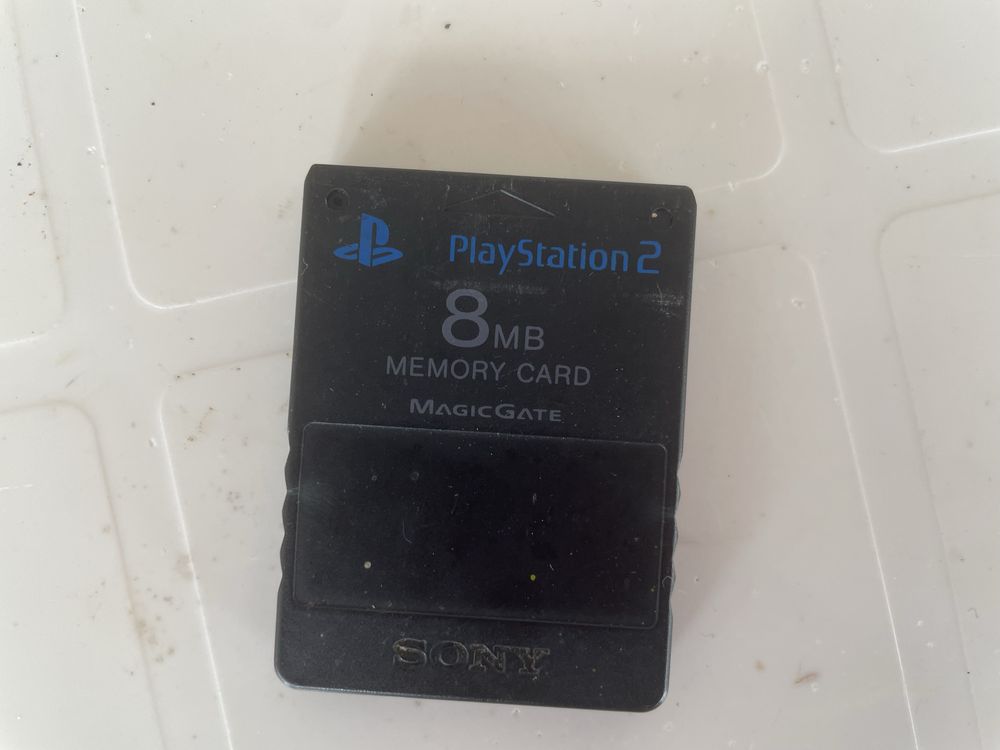 PlayStation 2
8MB
MEMORY CARD
MAGICGATE
SONY